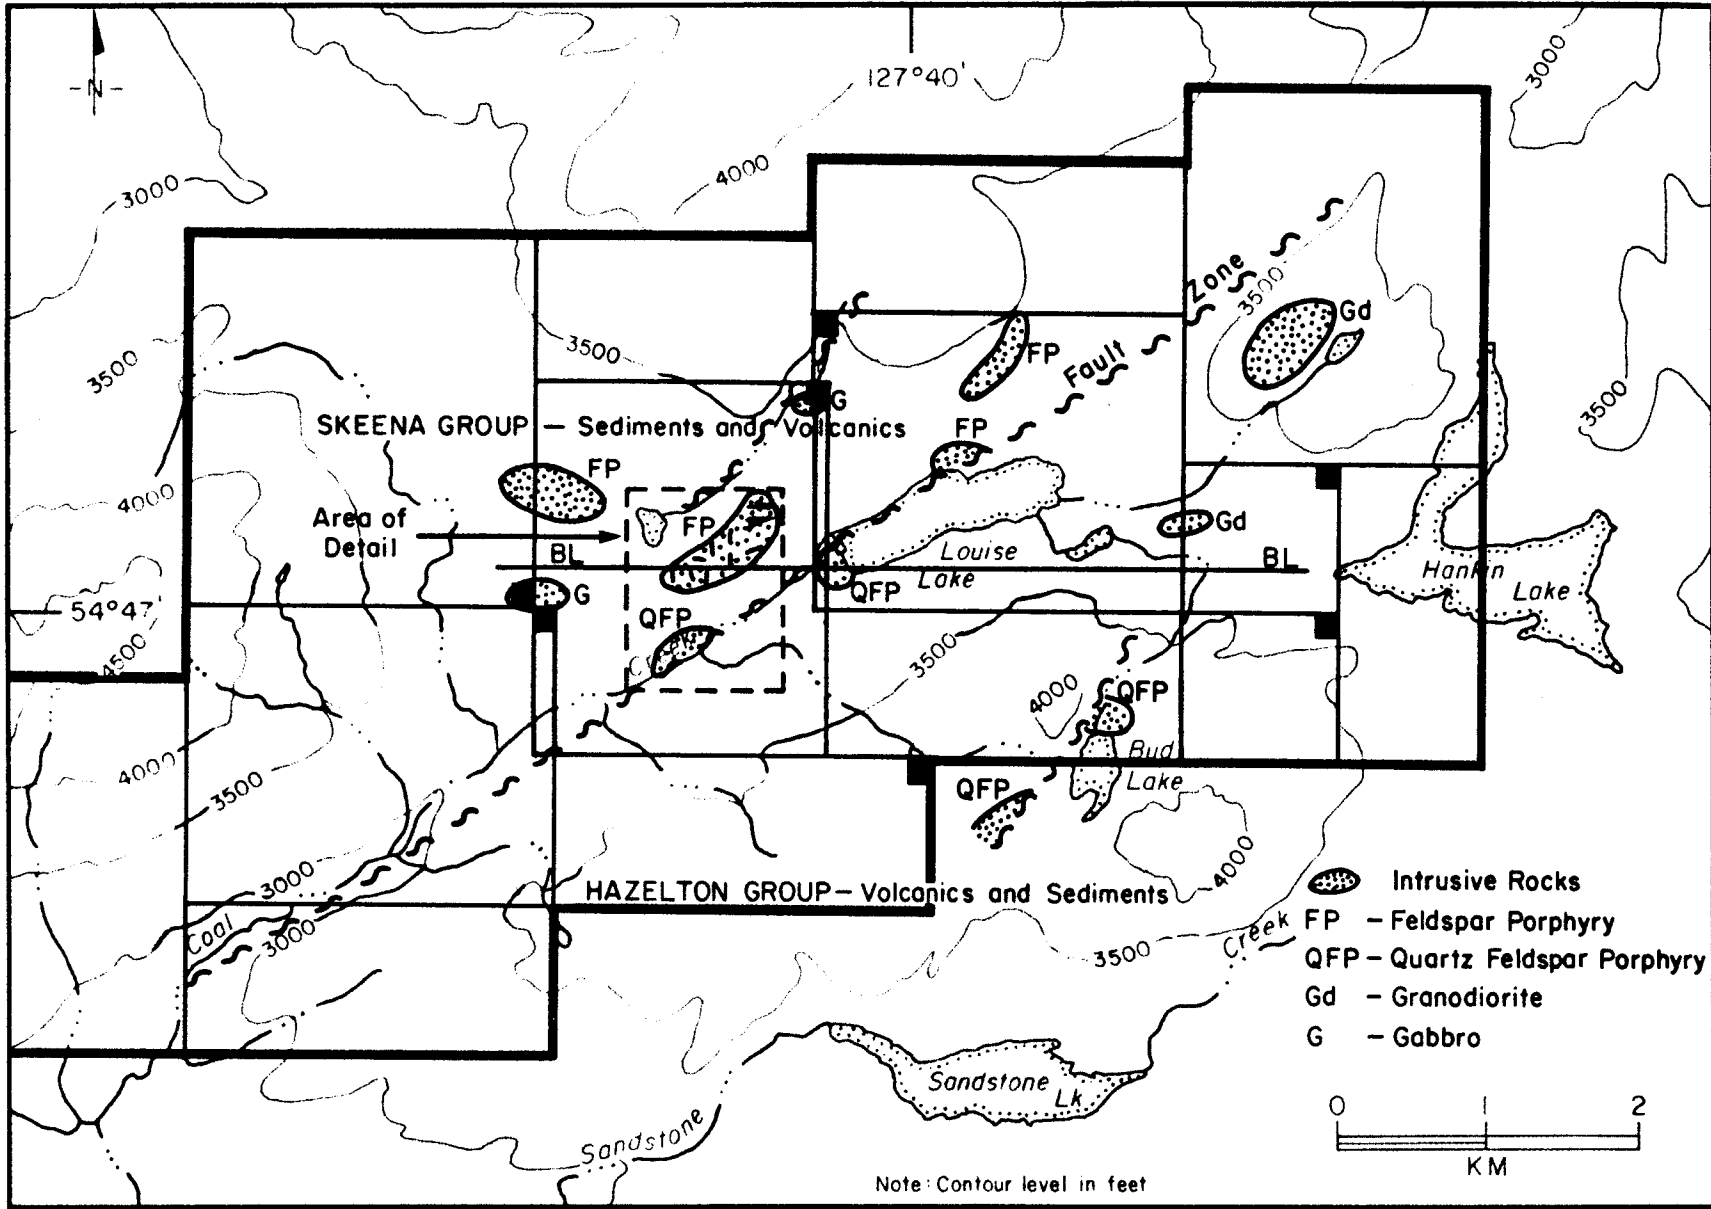 -N-
127°40'
3000
3000
4000
3500
Zone
Gd
3500
3500
FP
Fault
3500
G
SKEENA GROUP – Sediments and Volcanics
FP
FP
4000
Area of
Detail
FP
Gd
BL
Louise
Lake
BL
Hankin
Lake
G
QFP
54°47'
QFP
4500
Creek
3500
4000
QFP
4000
3500
Bud
Lake
QFP
4000
3000
HAZELTON GROUP – Volcanics and Sediments
Coal
3000
3500
Creek
Intrusive Rocks
FP – Feldspar Porphyry
QFP – Quartz Feldspar Porphyry
Gd – Granodiorite
G – Gabbro
Sandstone
Lk
Sandstone
0 1 2
KM
Note: Contour level in feet